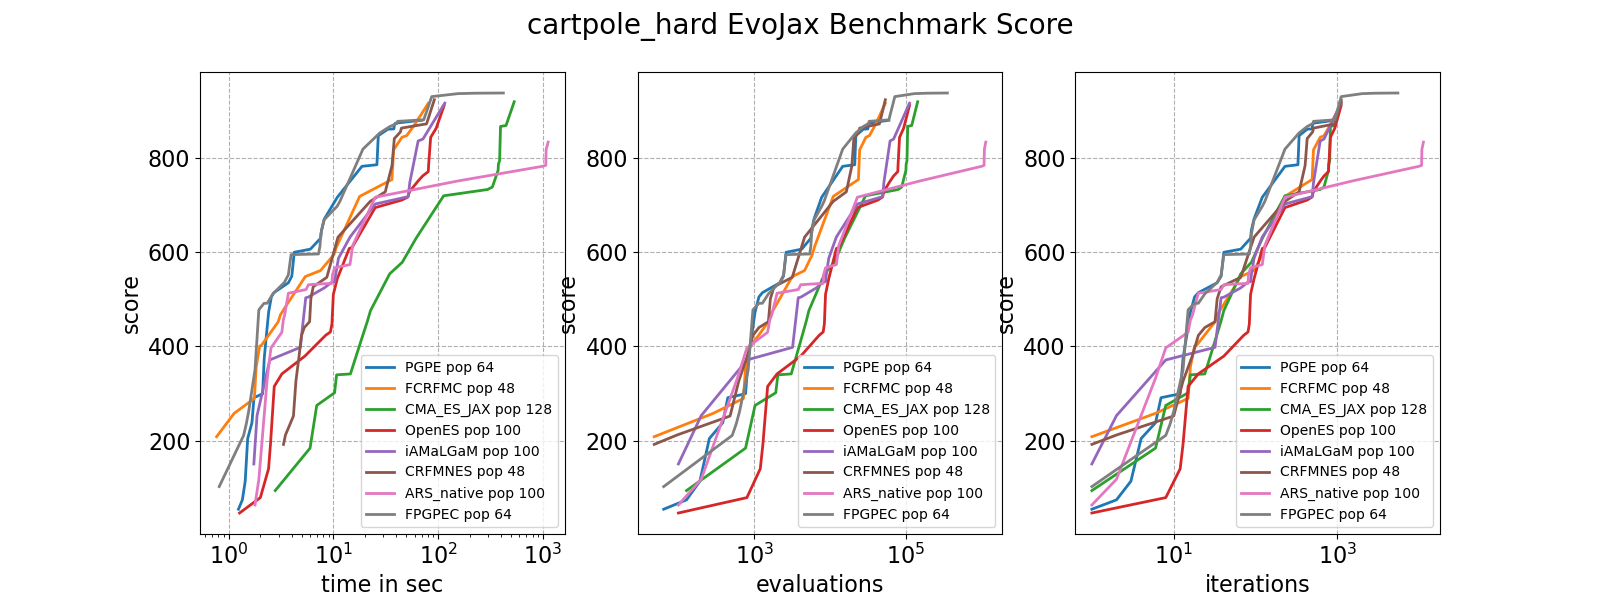 cartpole_hard EvoJax Benchmark Score
score
800
600
400
200
PGPE pop 64
FCRFMC pop 48
CMA_ES_JAX pop 128
OpenES pop 100
iAMaLGaM pop 100
CRFMNES pop 48
ARS_native pop 100
FPGPEC pop 64
10^0 10^1 10^2 10^3
time in sec
score
800
600
400
200
PGPE pop 64
FCRFMC pop 48
CMA_ES_JAX pop 128
OpenES pop 100
iAMaLGaM pop 100
CRFMNES pop 48
ARS_native pop 100
FPGPEC pop 64
10^3 10^5
evaluations
score
800
600
400
200
PGPE pop 64
FCRFMC pop 48
CMA_ES_JAX pop 128
OpenES pop 100
iAMaLGaM pop 100
CRFMNES pop 48
ARS_native pop 100
FPGPEC pop 64
10^1 10^3
iterations